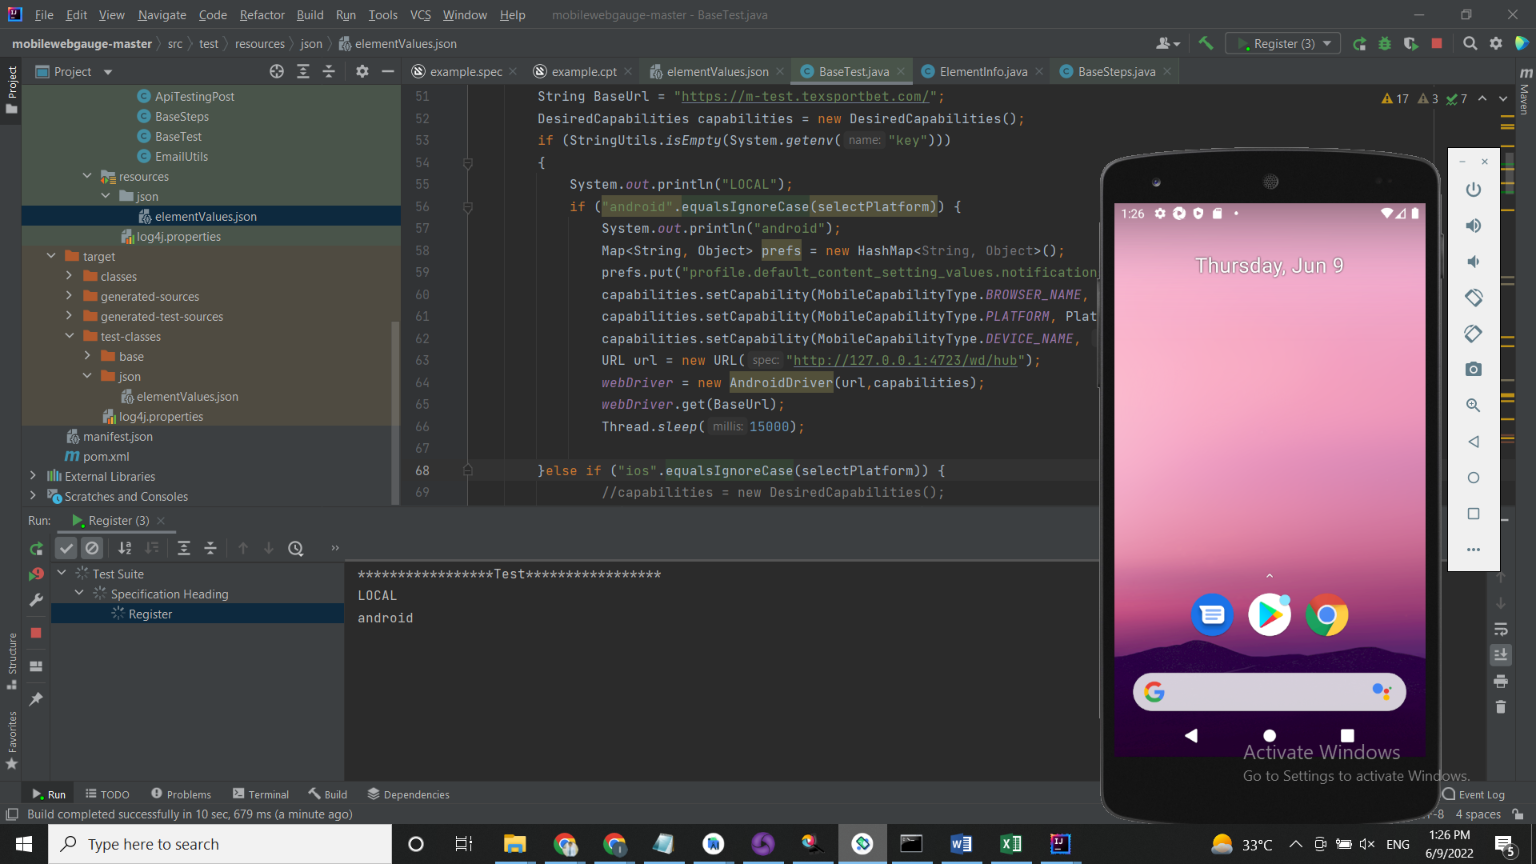 File Edit View Navigate Code Refactor Build Run Tools VCS Window Help mobilewebgauge-master - BaseTest.java
mobilewebgauge-master src test resources json elementValues.json Register (3)
Project
Project
example.spec example.cpt elementValues.json BaseTest.java ElementInfo.java BaseSteps.java
Maven
17 3 7
ApiTestingPost
BaseSteps
BaseTest
EmailUtils
resources
json
elementValues.json
log4j.properties
target
classes
generated-sources
generated-test-sources
test-classes
base
json
elementValues.json
log4j.properties
manifest.json
pom.xml
External Libraries
Scratches and Consoles
51 String BaseUrl = "https://m-test.texsportbet.com/";
52 DesiredCapabilities capabilities = new DesiredCapabilities();
53 if (StringUtils.isEmpty(System.getenv( name: "key")))
54 {
55 System.out.println("LOCAL");
56 if ("android".equalsIgnoreCase(selectPlatform)) {
57 System.out.println("android");
58 Map<String, Object> prefs = new HashMap<String, Object>();
59 prefs.put("profile.default_content_setting_values.notification
60 capabilities.setCapability(MobileCapabilityType.BROWSER_NAME,
61 capabilities.setCapability(MobileCapabilityType.PLATFORM, Plat
62 capabilities.setCapability(MobileCapabilityType.DEVICE_NAME,
63 URL url = new URL( spec: "http://127.0.0.1:4723/wd/hub");
64 webDriver = new AndroidDriver(url,capabilities);
65 webDriver.get(BaseUrl);
66 Thread.sleep( millis: 15000);
67
68 }else if ("ios".equalsIgnoreCase(selectPlatform)) {
69 //capabilities = new DesiredCapabilities();
1:26
Thursday, Jun 9
Run: Register (3)
Test Suite
Specification Heading
Register
*****************Test*****************
LOCAL
android
Structure
Favorites
Activate Windows
Go to Settings to activate Windows.
Run TODO Problems Terminal Build Dependencies Event Log
Build completed successfully in 10 sec, 679 ms (a minute ago) 4 spaces
Type here to search
33°C ENG 1:26 PM
6/9/2022
5